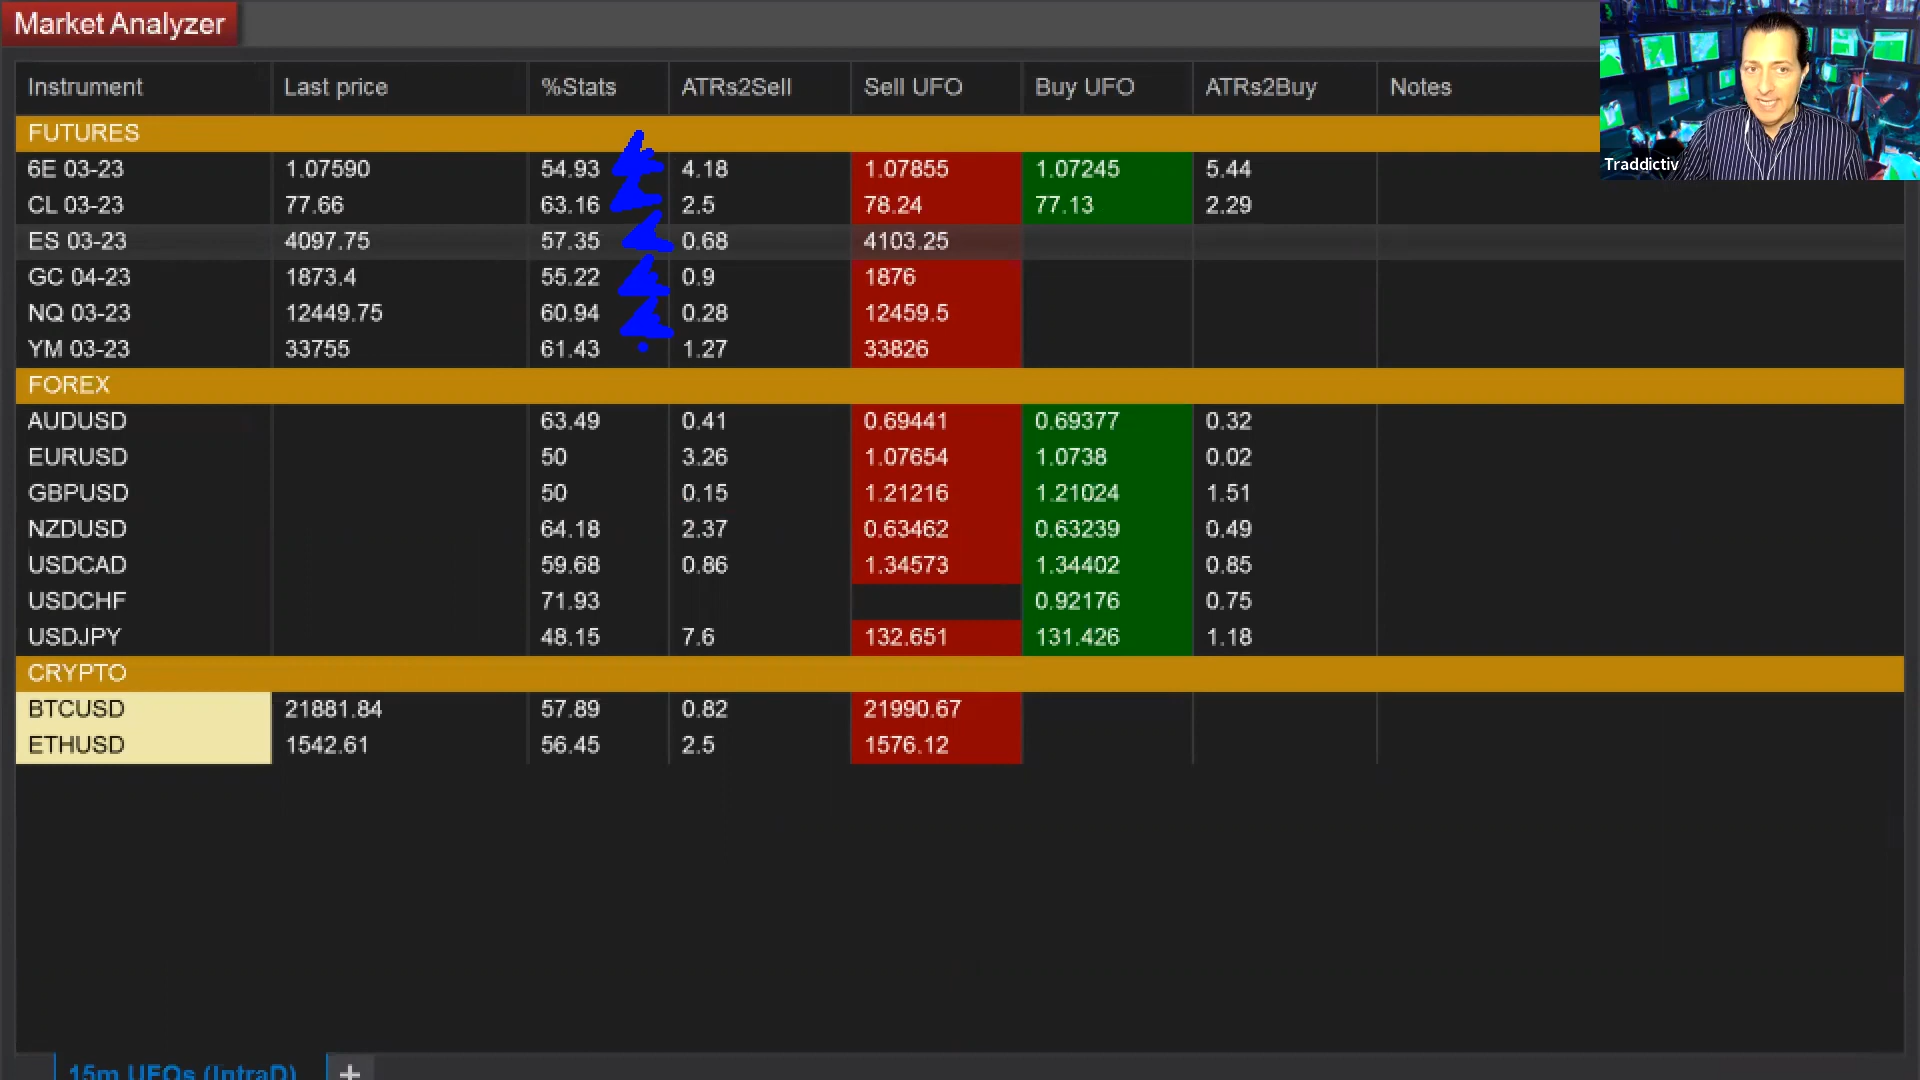 Market Analyzer
Instrument Last price %Stats ATRs2Sell Sell UFO Buy UFO ATRs2Buy Notes
FUTURES
6E 03-23 1.07590 54.93 4.18 1.07855 1.07245 5.44
Traddictiv
CL 03-23 77.66 63.16 2.5 78.24 77.13 2.29
ES 03-23 4097.75 57.35 0.68 4103.25
GC 04-23 1873.4 55.22 0.9 1876
NQ 03-23 12449.75 60.94 0.28 12459.5
YM 03-23 33755 61.43 1.27 33826
FOREX
AUDUSD 63.49 0.41 0.69441 0.69377 0.32
EURUSD 50 3.26 1.07654 1.0738 0.02
GBPUSD 50 0.15 1.21216 1.21024 1.51
NZDUSD 64.18 2.37 0.63462 0.63239 0.49
USDCAD 59.68 0.86 1.34573 1.34402 0.85
USDCHF 71.93 0.92176 0.75
USDJPY 48.15 7.6 132.651 131.426 1.18
CRYPTO
BTCUSD 21881.84 57.89 0.82 21990.67
ETHUSD 1542.61 56.45 2.5 1576.12
15m UFOs (IntraD) +